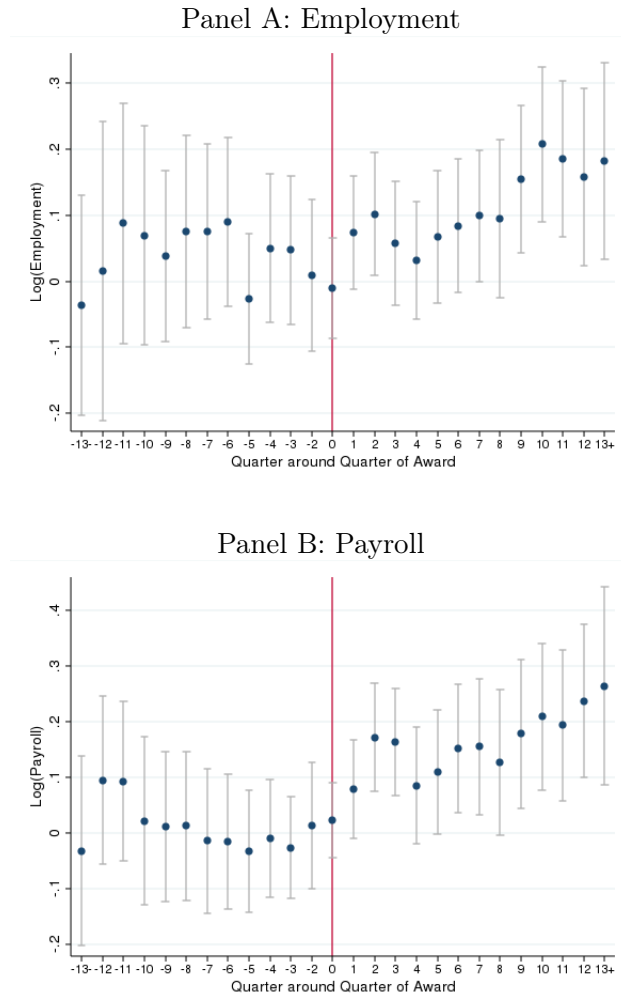 Panel A: Employment
Log(Employment)
.3
.2
.1
0
-.1
-.2
-13- -12 -11 -10 -9 -8 -7 -6 -5 -4 -3 -2 0 1 2 3 4 5 6 7 8 9 10 11 12 13+
Quarter around Quarter of Award
Panel B: Payroll
Log(Payroll)
.4
.3
.2
.1
0
-.1
-.2
-13- -12 -11 -10 -9 -8 -7 -6 -5 -4 -3 -2 0 1 2 3 4 5 6 7 8 9 10 11 12 13+
Quarter around Quarter of Award